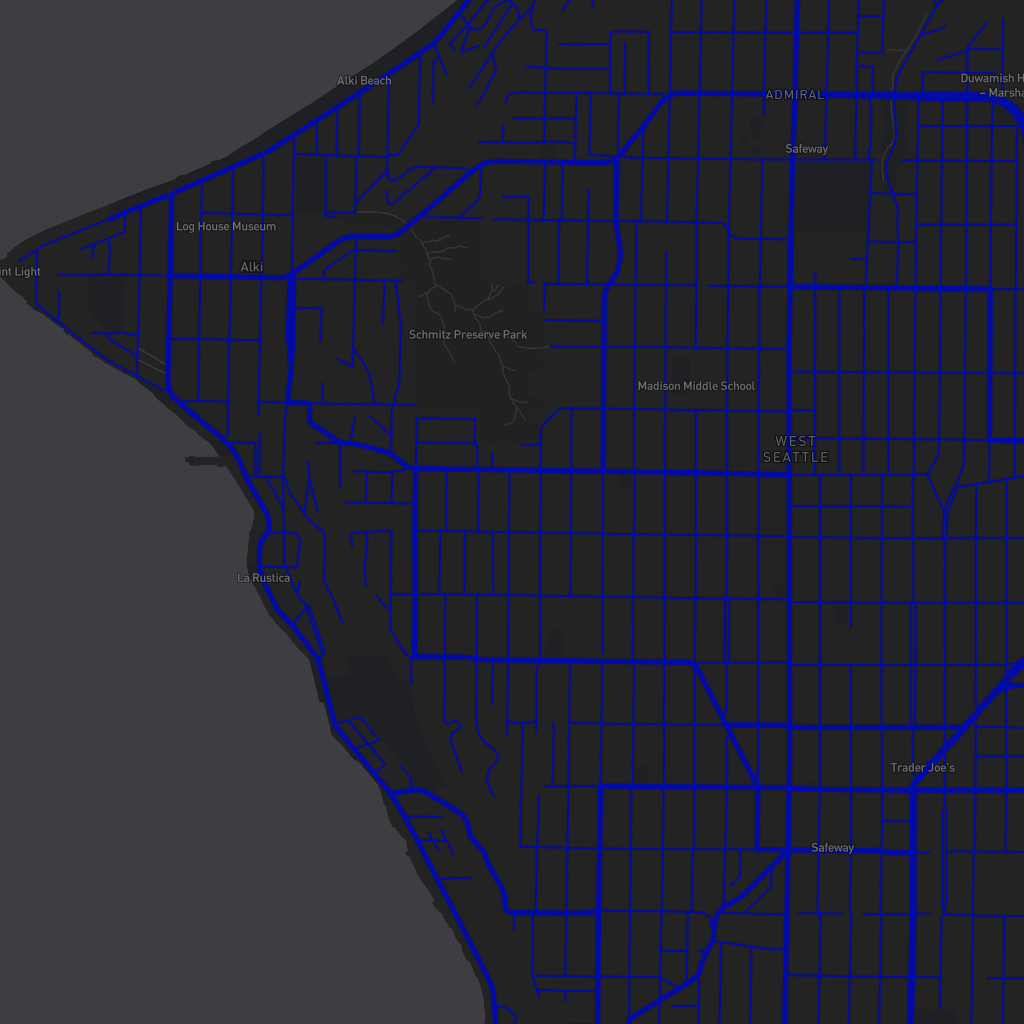 Alki Beach
Duwamish H
– Marsha
ADMIRAL
Safeway
Log House Museum
Alki
int Light
Schmitz Preserve Park
Madison Middle School
WEST
SEATTLE
La Rustica
Trader Joe's
Safeway